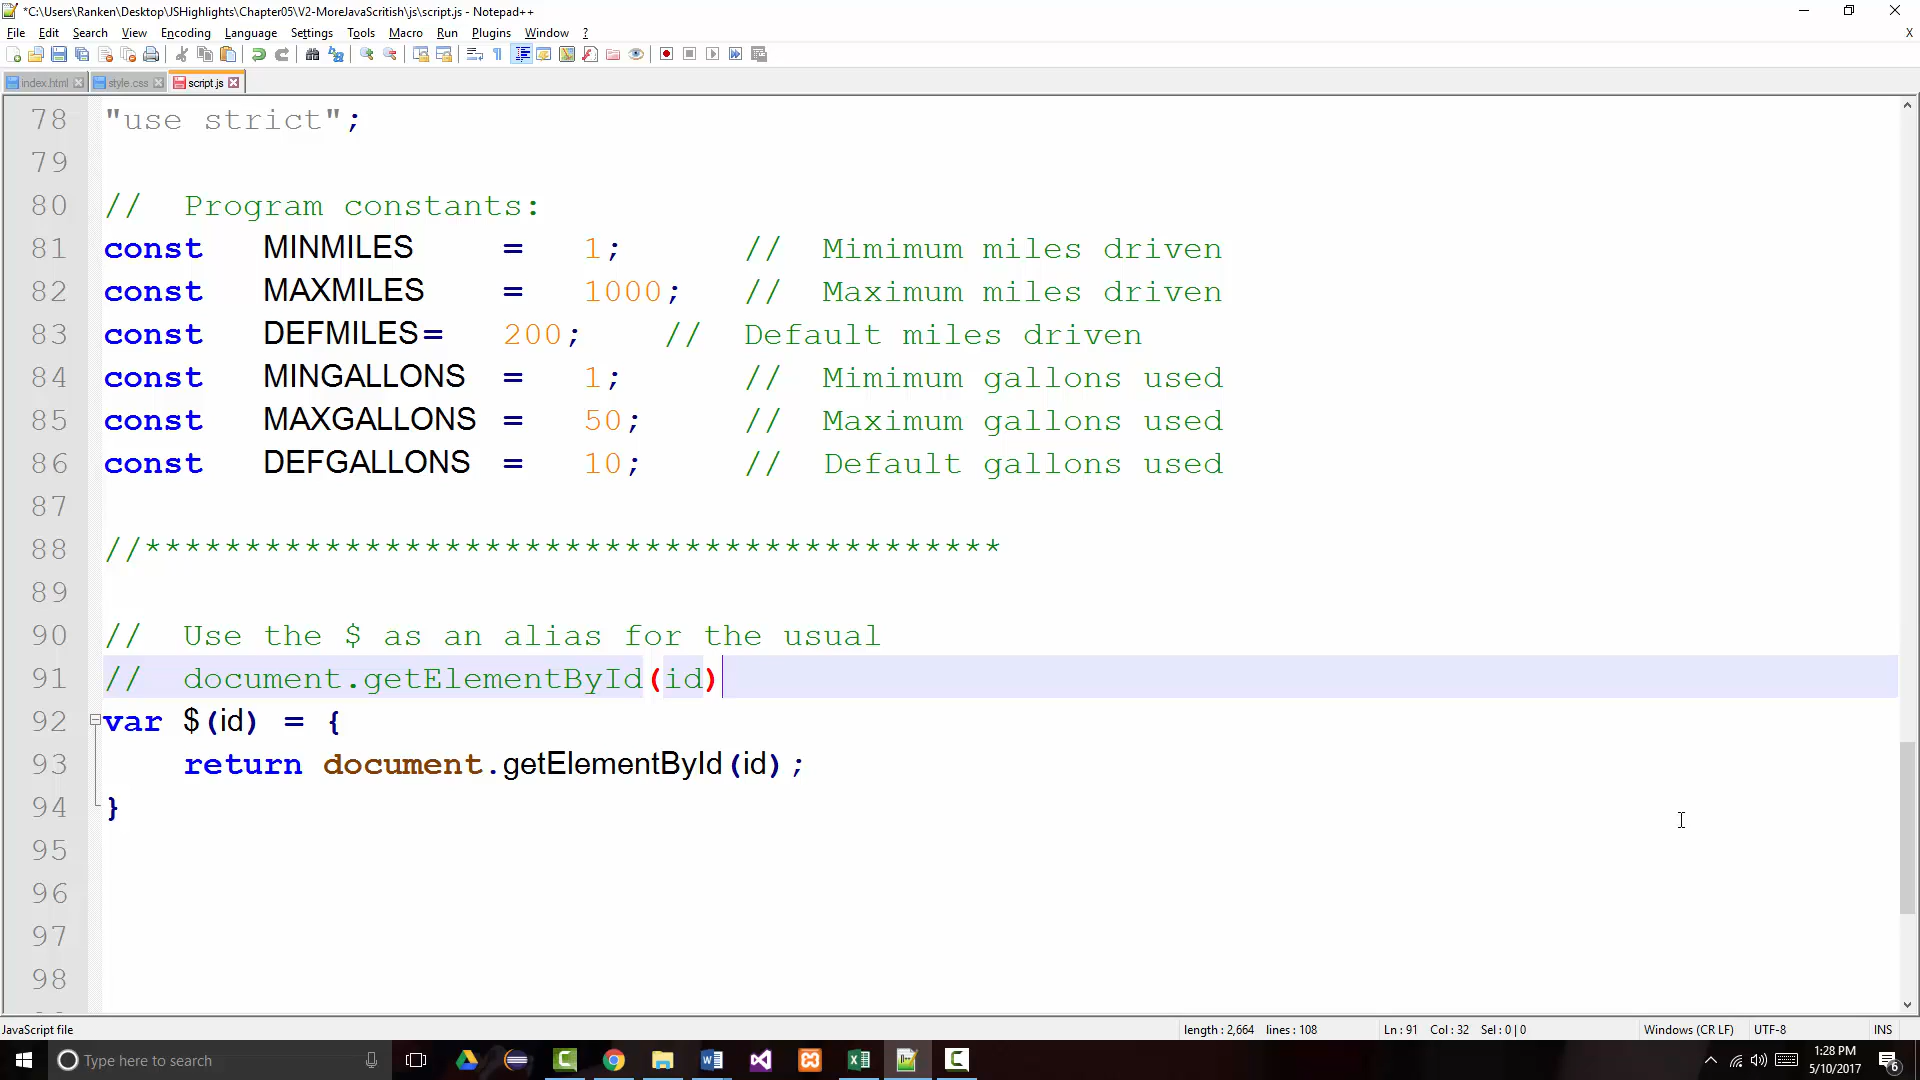 *C:\Users\Ranken\Desktop\JSHighlights\Chapter05\V2-MoreJavaScritish\js\script.js - Notepad++
File Edit Search View Encoding Language Settings Tools Macro Run Plugins Window ? X
index.html style.css script.js
78 "use strict";
79
80 // Program constants:
81 const MINMILES = 1; // Mimimum miles driven
82 const MAXMILES = 1000; // Maximum miles driven
83 const DEFMILES= 200; // Default miles driven
84 const MINGALLONS = 1; // Mimimum gallons used
85 const MAXGALLONS = 50; // Maximum gallons used
86 const DEFGALLONS = 10; // Default gallons used
87
88 //*******************************************
89
90 // Use the $ as an alias for the usual
91 // document.getElementById(id)
92 var $(id) = {
93 return document.getElementById(id);
94 }
95
96
97
98
JavaScript file length : 2,664 lines : 108 Ln : 91 Col : 32 Sel : 0 | 0 Windows (CR LF) UTF-8 INS
Type here to search
1:28 PM
5/10/2017
6